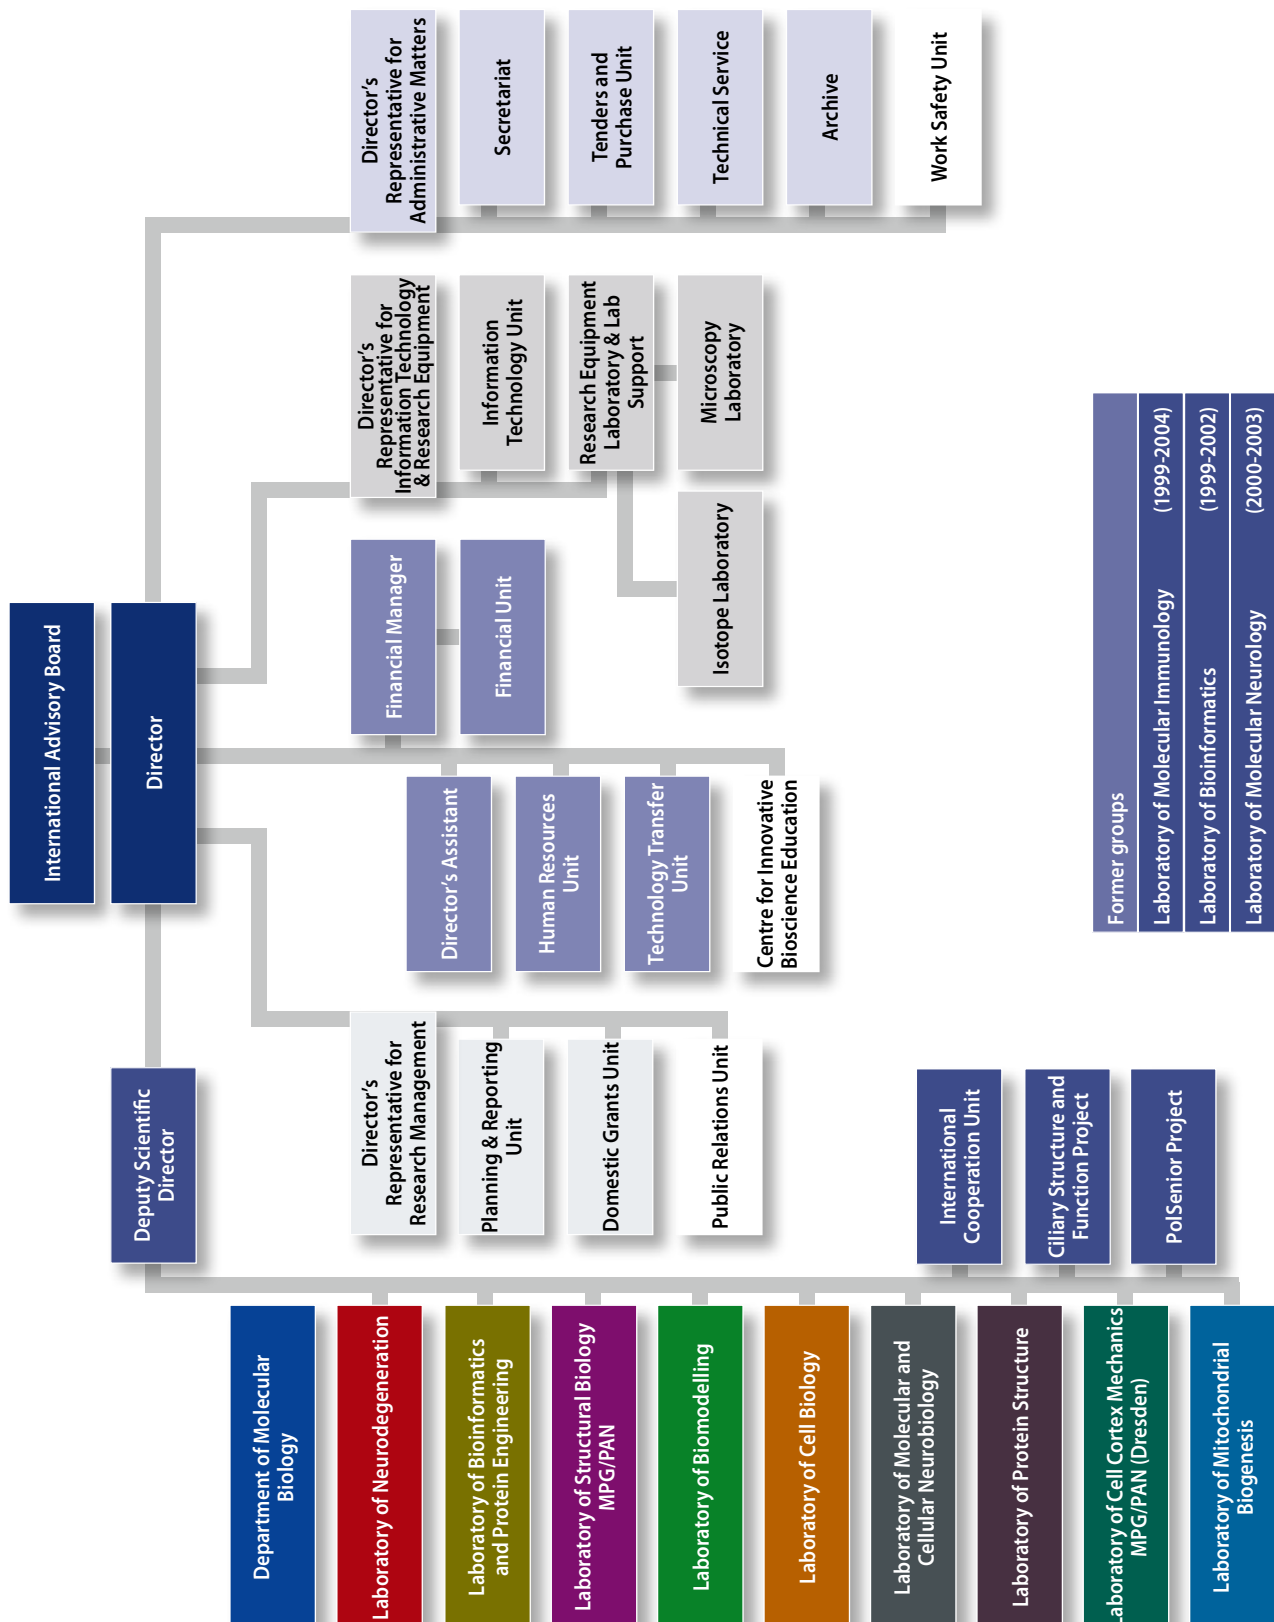 International Advisory Board
Director
Deputy Scientific
Director
Department of Molecular
Biology
Laboratory of Neurodegeneration
Laboratory of Bioinformatics
and Protein Engineering
Laboratory of Structural Biology
MPG/PAN
Laboratory of Biomodelling
Laboratory of Cell Biology
Laboratory of Molecular and
Cellular Neurobiology
Laboratory of Protein Structure
Laboratory of Cell Cortex Mechanics
MPG/PAN (Dresden)
Laboratory of Mitochondrial
Biogenesis
International
Cooperation Unit
Ciliary Structure and
Function Project
PolSenior Project
Director's
Representative for
Research Management
Planning & Reporting
Unit
Domestic Grants Unit
Public Relations Unit
Director's Assistant
Human Resources
Unit
Technology Transfer
Unit
Centre for Innovative
Bioscience Education
Financial Manager
Financial Unit
Director's
Representative for
Information Technology
& Research Equipment
Information
Technology Unit
Research Equipment
Laboratory & Lab
Support
Isotope Laboratory
Microscopy
Laboratory
Director's
Representative for
Administrative Matters
Secretariat
Tenders and
Purchase Unit
Technical Service
Archive
Work Safety Unit
Former groups
Laboratory of Molecular Immunology (1999-2004)
Laboratory of Bioinformatics (1999-2002)
Laboratory of Molecular Neurology (2000-2003)